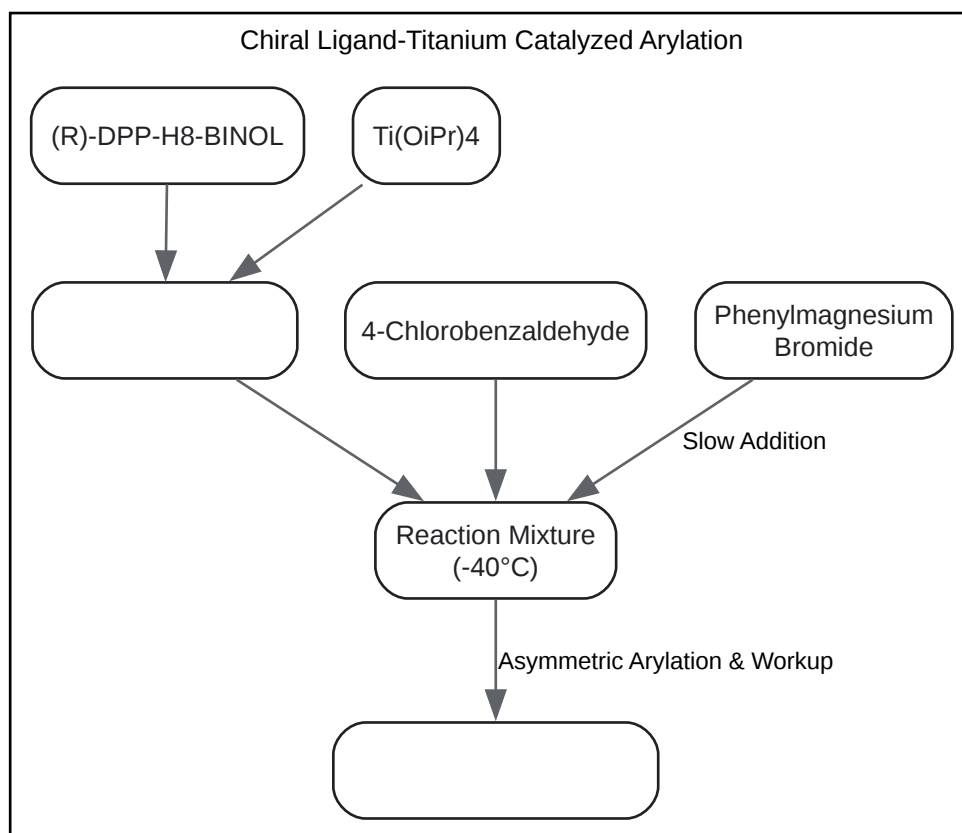 Chiral Ligand-Titanium Catalyzed Arylation
(R)-DPP-H8-BINOL
Ti(OiPr)4
4-Chlorobenzaldehyde
Phenylmagnesium
Bromide
Slow Addition
Reaction Mixture
(-40°C)
Asymmetric Arylation & Workup